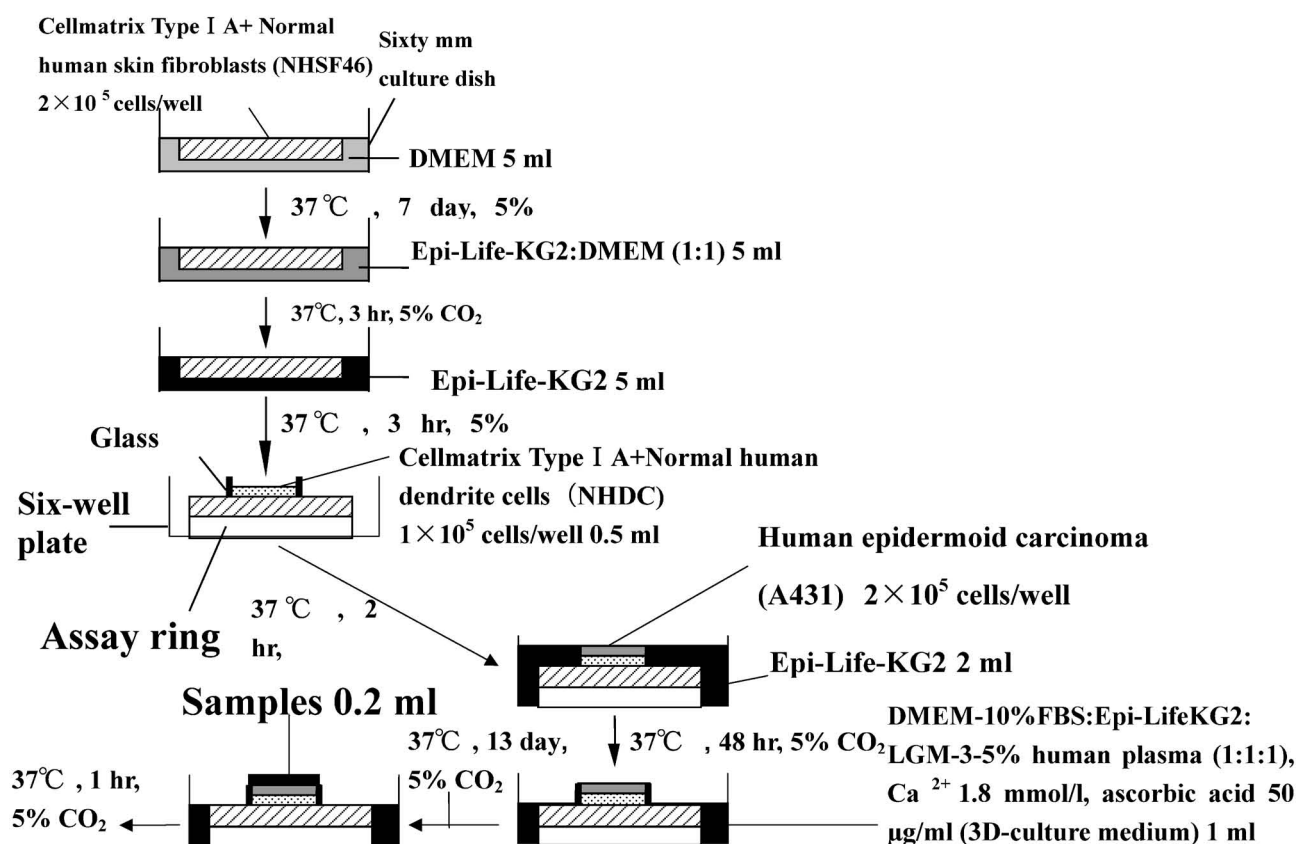 Cellmatrix Type Ⅰ A+ Normal
human skin fibroblasts (NHSF46)
2×10 ⁵ cells/well
Sixty mm
culture dish
DMEM 5 ml
37℃ , 7 day, 5%
Epi-Life-KG2:DMEM (1:1) 5 ml
37℃, 3 hr, 5% CO₂
Epi-Life-KG2 5 ml
37 ℃ , 3 hr, 5%
Glass
Cellmatrix Type Ⅰ A+Normal human
dendrite cells (NHDC)
1×10⁵ cells/well 0.5 ml
Six-well
plate
Assay ring
37 ℃ , 2
hr,
Human epidermoid carcinoma
(A431) 2×10⁵ cells/well
Epi-Life-KG2 2 ml
37℃ , 48 hr, 5% CO₂
DMEM-10%FBS:Epi-LifeKG2:
LGM-3-5% human plasma (1:1:1),
Ca ²⁺ 1.8 mmol/l, ascorbic acid 50
μg/ml (3D-culture medium) 1 ml
37℃ , 13 day,
5% CO₂
Samples 0.2 ml
37℃ , 1 hr,
5% CO₂